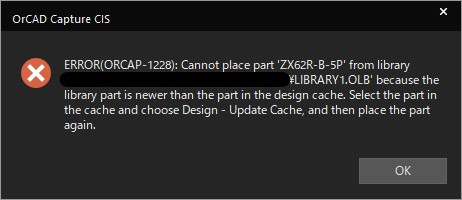 OrCAD Capture CIS
ERROR(ORCAP-1228): Cannot place part 'ZX62R-B-5P' from library
¥LIBRARY1.OLB' because the
library part is newer than the part in the design cache. Select the part in
the cache and choose Design - Update Cache, and then place the part
again.
OK